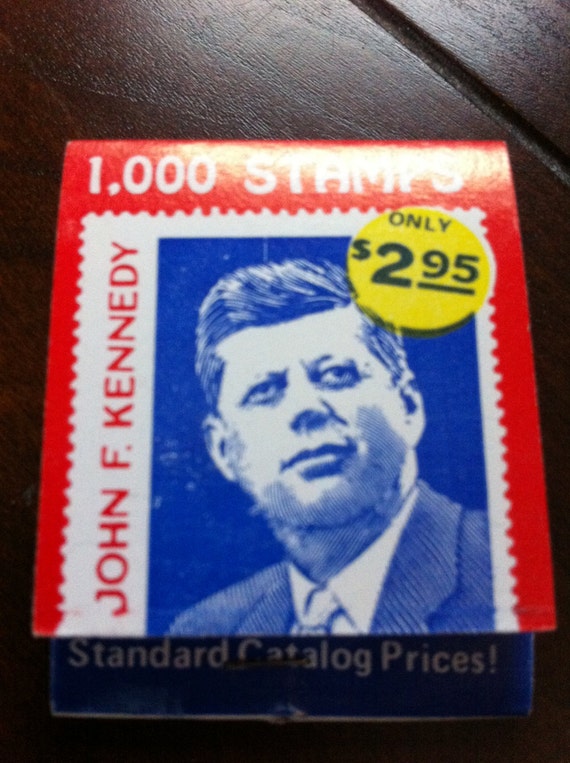 1,000 STAMPS
ONLY
$2.95
JOHN F. KENNEDY
Standard Catalog Prices!